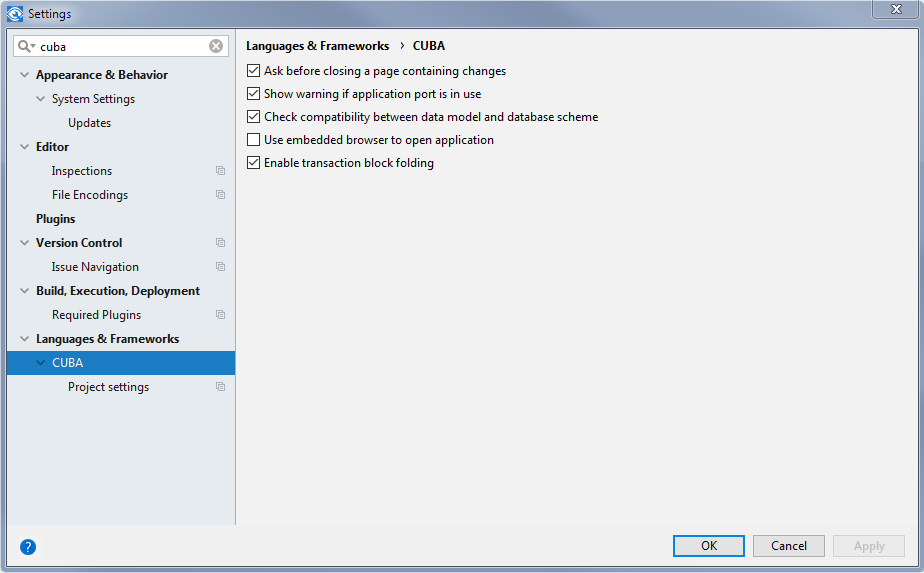 Settings
cuba
Appearance & Behavior
System Settings
Updates
Editor
Inspections
File Encodings
Plugins
Version Control
Issue Navigation
Build, Execution, Deployment
Required Plugins
Languages & Frameworks
CUBA
Project settings
Languages & Frameworks › CUBA
Ask before closing a page containing changes
Show warning if application port is in use
Check compatibility between data model and database scheme
Use embedded browser to open application
Enable transaction block folding
?
OK
Cancel
Apply